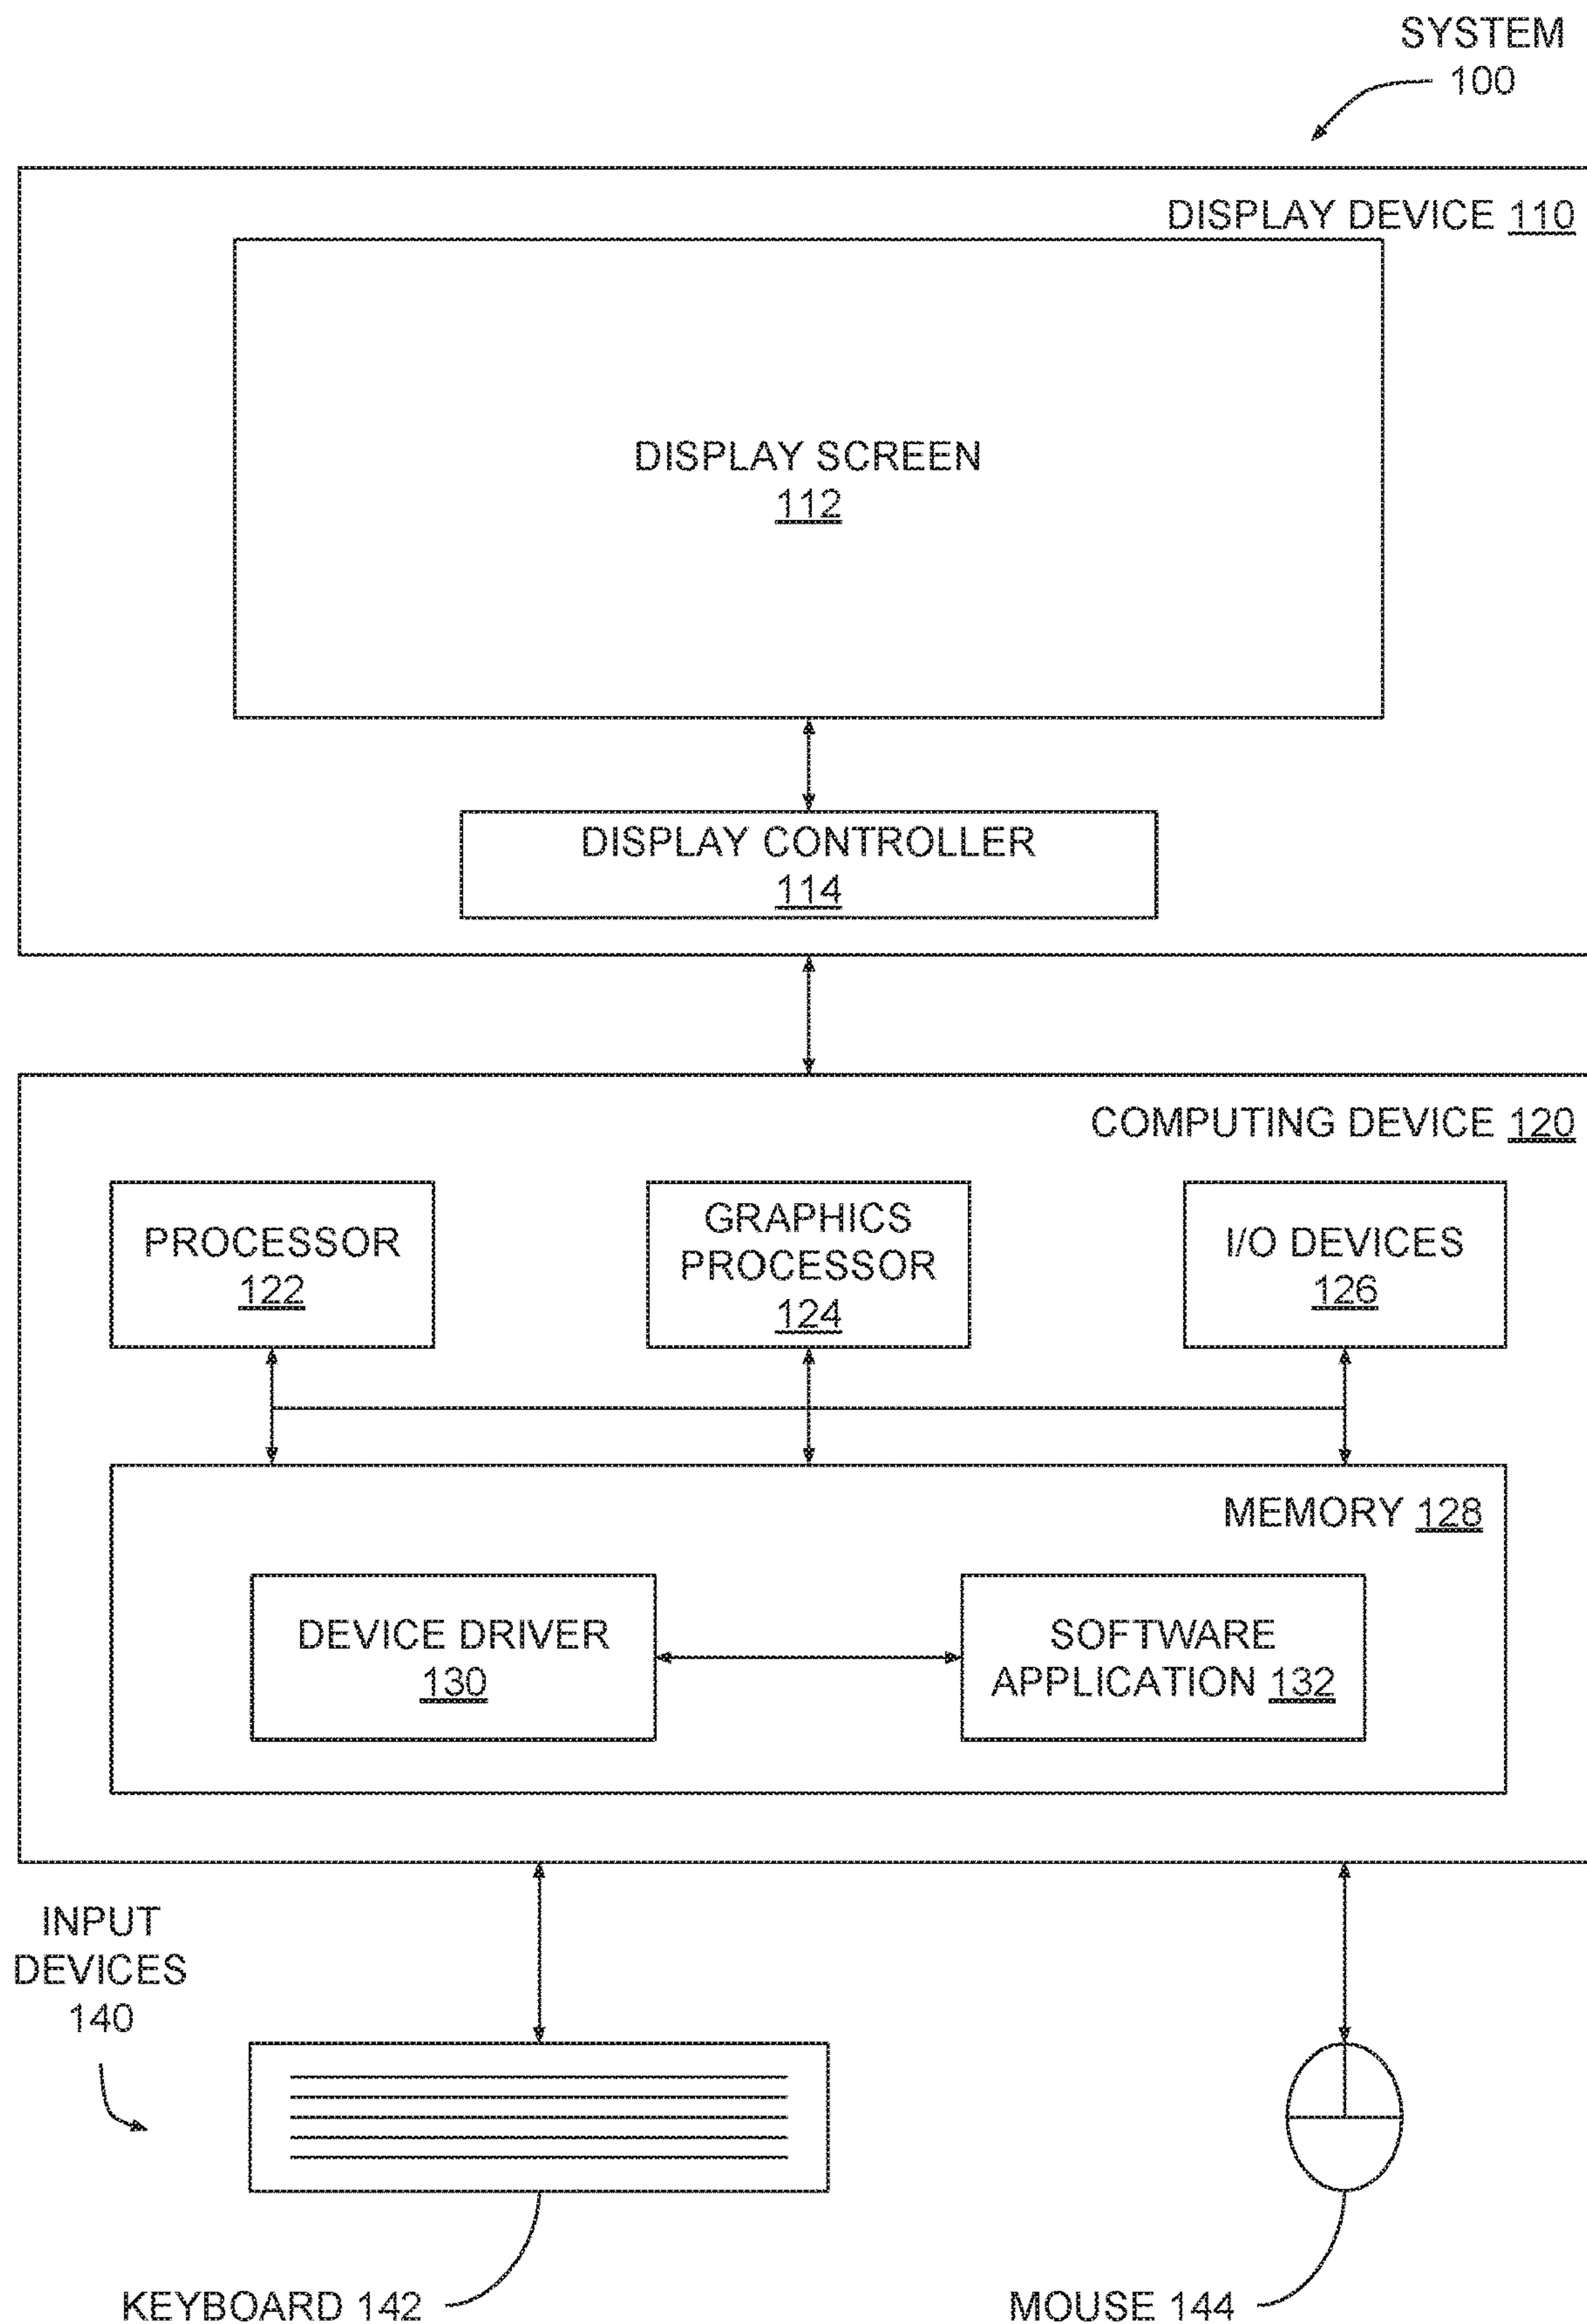 SYSTEM
100
DISPLAY DEVICE 110
DISPLAY SCREEN
112
DISPLAY CONTROLLER
114
COMPUTING DEVICE 120
PROCESSOR
122
GRAPHICS
PROCESSOR
124
I/O DEVICES
126
MEMORY 128
DEVICE DRIVER
130
SOFTWARE
APPLICATION 132
INPUT
DEVICES
140
KEYBOARD 142
MOUSE 144